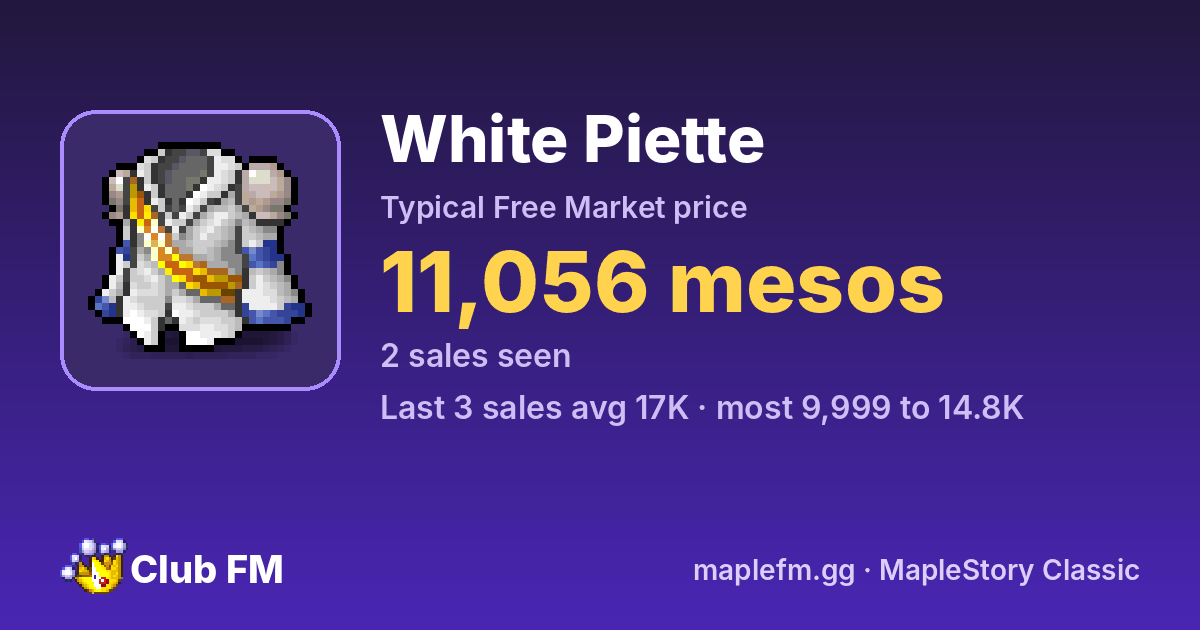 White Piette
Typical Free Market price
11,056 mesos
2 sales seen
Last 3 sales avg 17K · most 9,999 to 14.8K
Club FM
maplefm.gg · MapleStory Classic